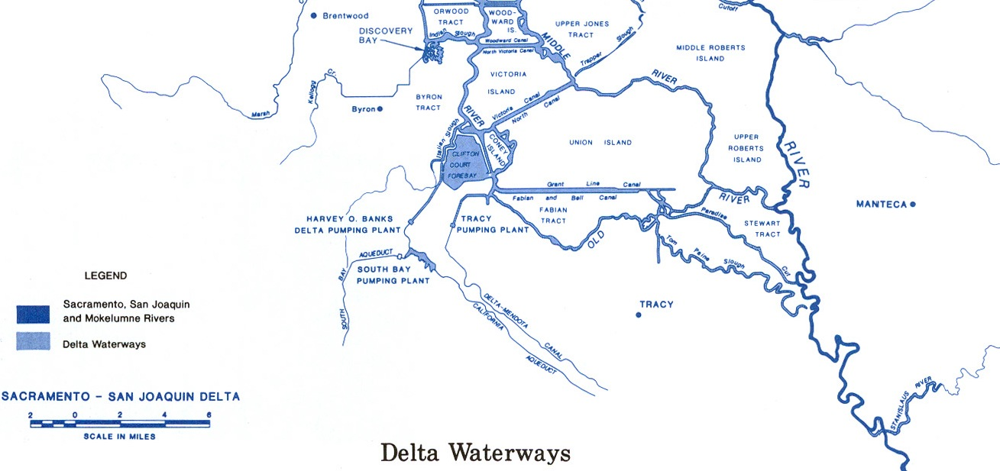 Cutoff
Brentwood
ORWOOD
TRACT
WOOD-
WARD
IS.
UPPER JONES
TRACT
DISCOVERY
BAY
Indian Slough
Woodward Canal
North Victoria Canal
MIDDLE
Trapper Slough
MIDDLE ROBERTS
ISLAND
VICTORIA
ISLAND
RIVER
Kellogg
Cr.
Marsh
Byron
BYRON
TRACT
RIVER
Victoria Canal
North Canal
Italian Slough
CONEY
ISLAND
CLIFTON
COURT
FOREBAY
UNION ISLAND
UPPER
ROBERTS
ISLAND
RIVER
Grant Line Canal
Fabian and Bell Canal
RIVER
MANTECA
HARVEY O. BANKS
DELTA PUMPING PLANT
TRACY
PUMPING PLANT
FABIAN
TRACT
OLD
Paradise
Cut
STEWART
TRACT
Tom Paine Slough
SOUTH BAY AQUEDUCT
SOUTH BAY
PUMPING PLANT
DELTA-MENDOTA CANAL
CALIFORNIA AQUEDUCT
TRACY
STANISLAUS RIVER
LEGEND
Sacramento, San Joaquin
and Mokelumne Rivers
Delta Waterways
SACRAMENTO - SAN JOAQUIN DELTA
2 0 2 4 6
SCALE IN MILES
Delta Waterways